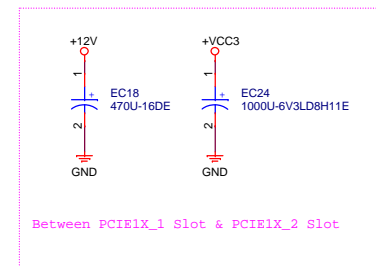 +12V
+VCC3
1
1
+
EC18
470U-16DE
+
EC24
1000U-6V3LD8H11E
2
2
GND
GND
Between PCIE1X_1 Slot & PCIE1X_2 Slot